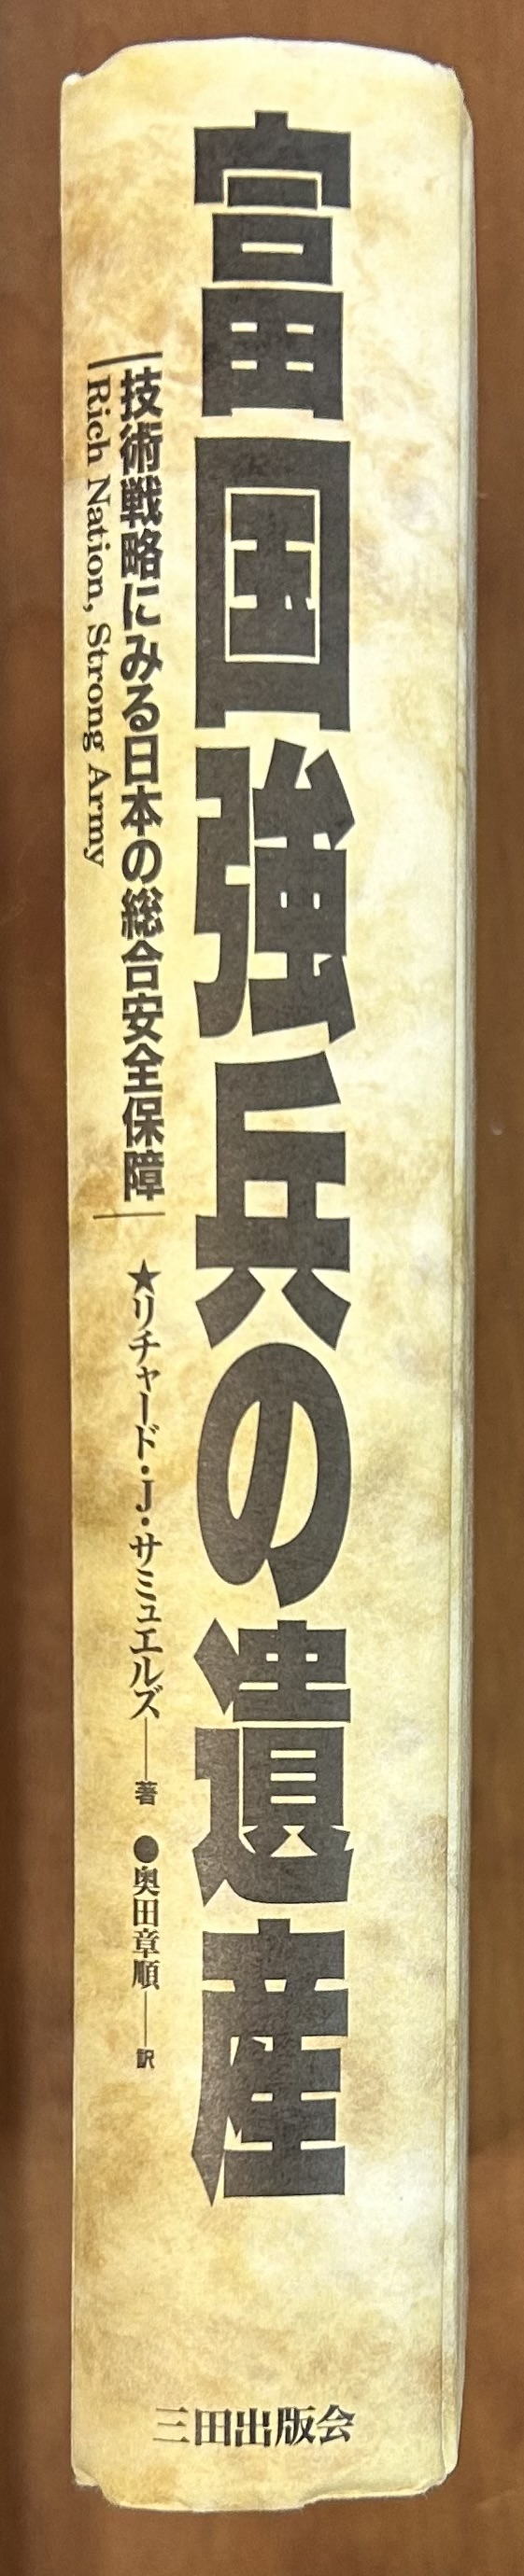 富国強兵の遺産
技術戦略にみる日本の総合安全保障
Rich Nation, Strong Army
★リチャード・J・サミュエルズ――著 ●奥田章順――訳
三田出版会